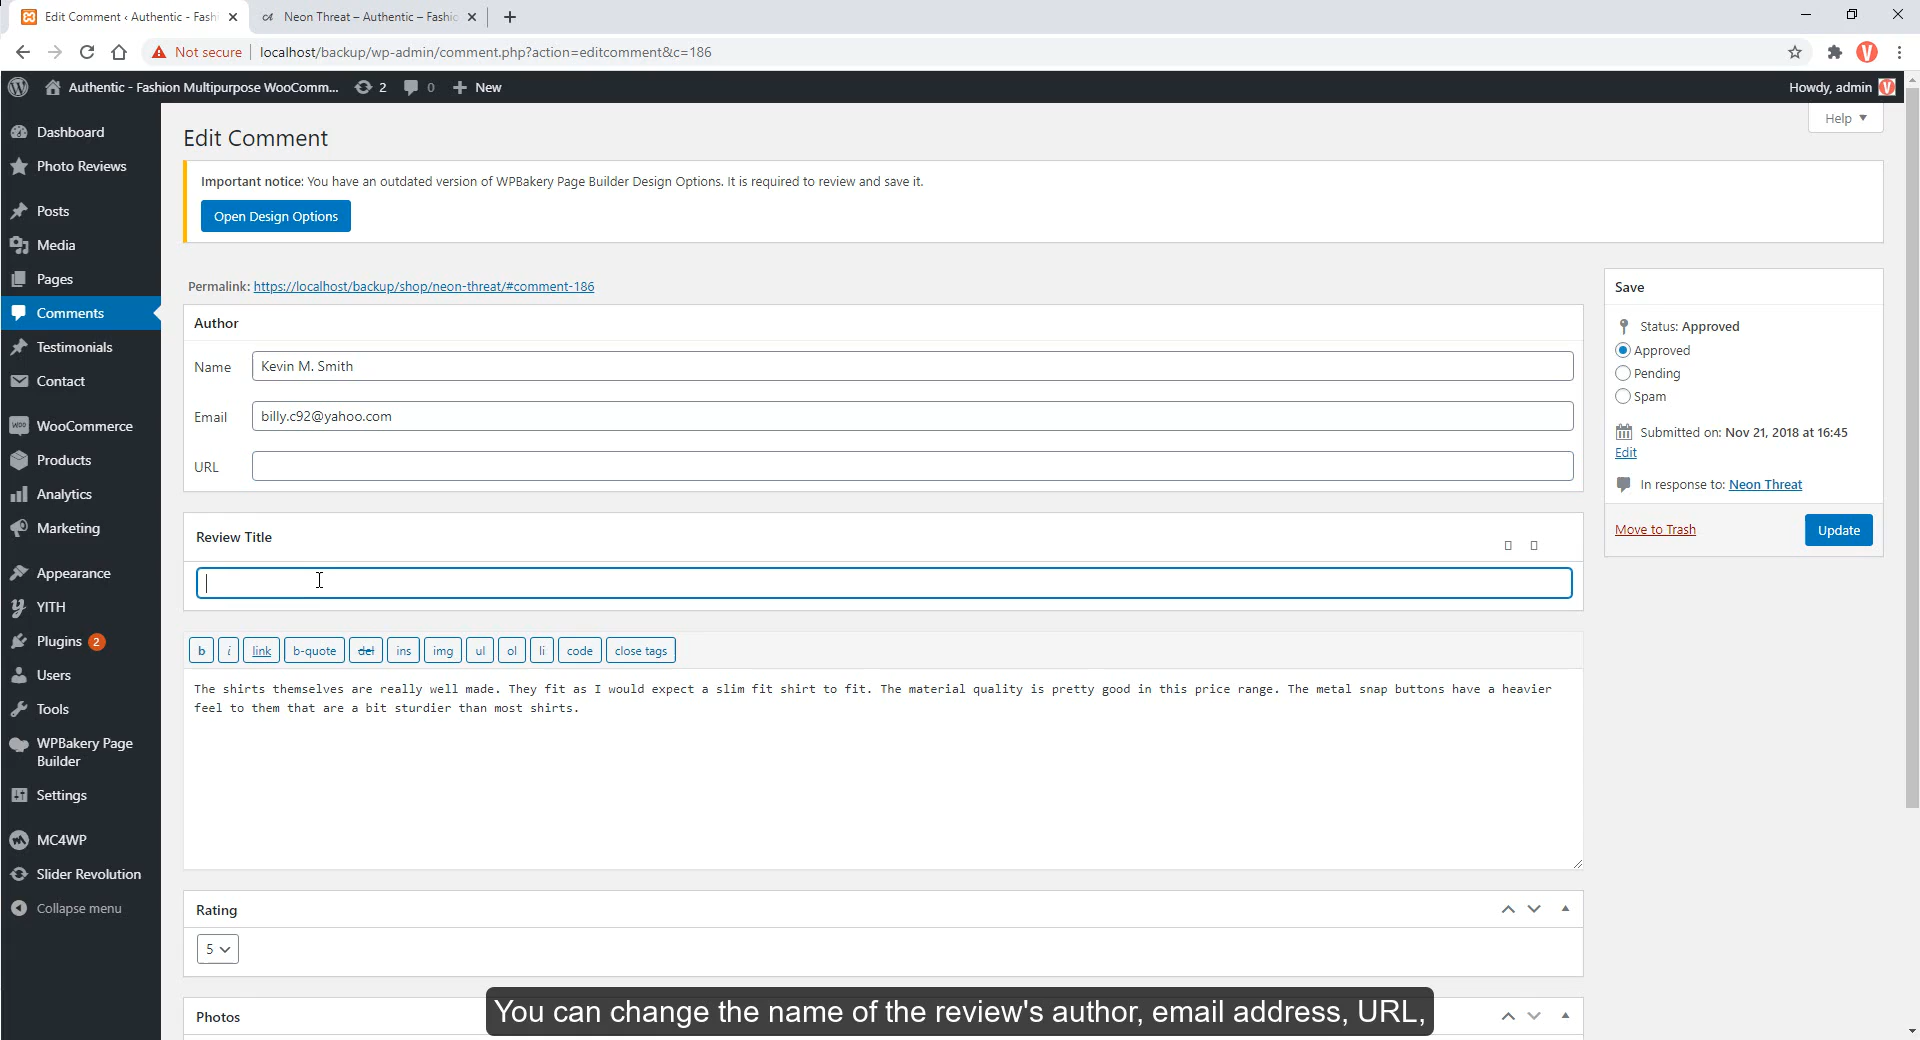 Edit Comment ‹ Authentic - Fashi
Neon Threat – Authentic – Fashio
Not secure
localhost/backup/wp-admin/comment.php?action=editcomment&c=186
Authentic - Fashion Multipurpose WooComm...
2
0
New
Howdy, admin
Help
Dashboard
Photo Reviews
Posts
Media
Pages
Comments
Testimonials
Contact
WooCommerce
Products
Analytics
Marketing
Appearance
YITH
Plugins 2
Users
Tools
WPBakery Page
Builder
Settings
MC4WP
Slider Revolution
Collapse menu
Edit Comment
Important notice: You have an outdated version of WPBakery Page Builder Design Options. It is required to review and save it.
Open Design Options
Permalink: https://localhost/backup/shop/neon-threat/#comment-186
Author
Name
Kevin M. Smith
Email
billy.c92@yahoo.com
URL
Review Title
b
i
link
b-quote
del
ins
img
ul
ol
li
code
close tags
The shirts themselves are really well made. They fit as I would expect a slim fit shirt to fit. The material quality is pretty good in this price range. The metal snap buttons have a heavier
feel to them that are a bit sturdier than most shirts.
Rating
5
Photos
Save
Status: Approved
Approved
Pending
Spam
Submitted on: Nov 21, 2018 at 16:45
Edit
In response to: Neon Threat
Move to Trash
Update
You can change the name of the review's author, email address, URL,